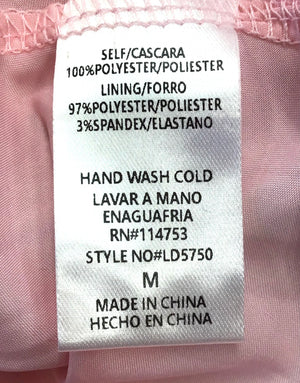 SELF/CASCARA
100%POLYESTER/POLIESTER
LINING/FORRO
97%POLYESTER/POLIESTER
3%SPANDEX/ELASTANO
HAND WASH COLD
LAVAR A MANO
ENAGUAFRIA
RN#114753
STYLE NO#LD5750
M
MADE IN CHINA
HECHO EN CHINA